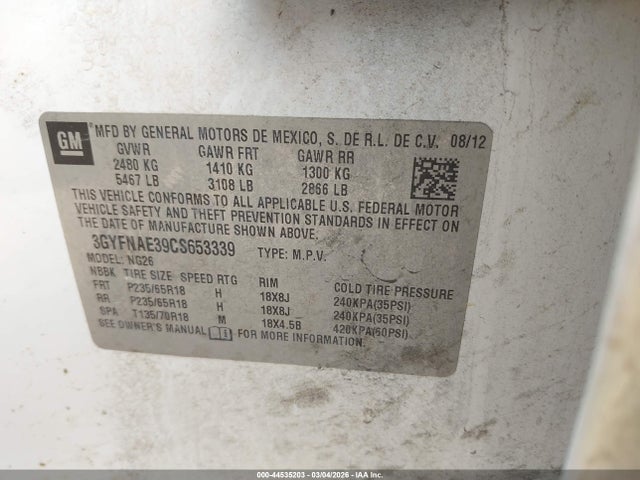 GM
MFD BY GENERAL MOTORS DE MEXICO, S. DE R.L. DE C.V. 08/12
GVWR GAWR FRT GAWR RR
2480 KG 1410 KG 1300 KG
5467 LB 3108 LB 2866 LB
THIS VEHICLE CONFORMS TO ALL APPLICABLE U.S. FEDERAL MOTOR
VEHICLE SAFETY AND THEFT PREVENTION STANDARDS IN EFFECT ON
THE DATE OF MANUFACTURE SHOWN ABOVE.
3GYFNAE39CS653339 TYPE: M.P.V.
MODEL: NG26
NBBK TIRE SIZE SPEED RTG RIM COLD TIRE PRESSURE
FRT P235/65R18 H 18X8J 240KPA(35PSI)
RR P235/65R18 H 18X8J 240KPA(35PSI)
SPA T135/70R18 M 18X4.5B 420KPA(60PSI)
SEE OWNER'S MANUAL FOR MORE INFORMATION.
000-44535203 - 03/04/2026 - IAA Inc.